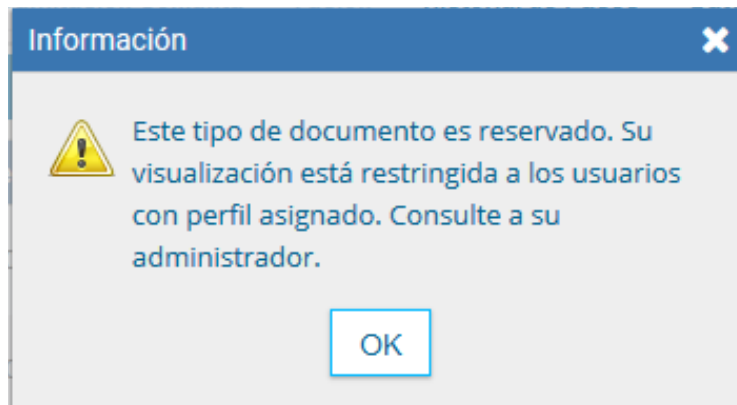 Información
Este tipo de documento es reservado. Su
visualización está restringida a los usuarios
con perfil asignado. Consulte a su
administrador.
OK